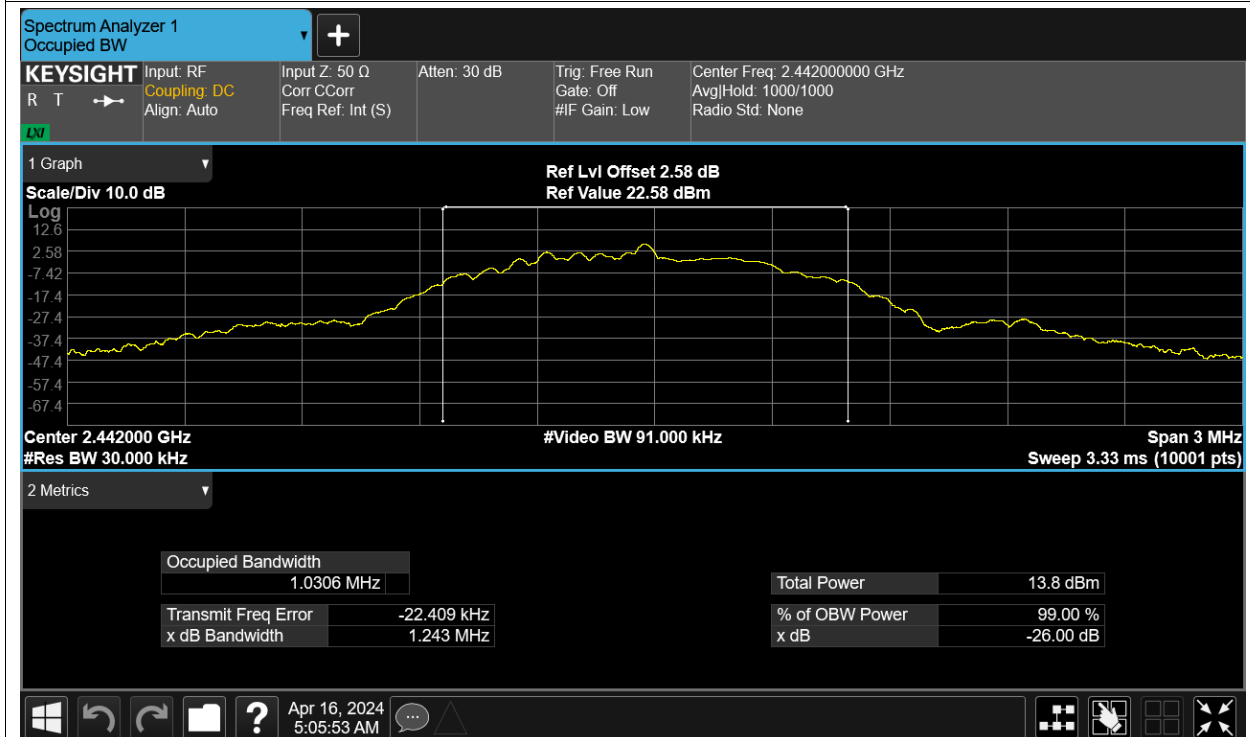 Spectrum Analyzer 1
Occupied BW
+
KEYSIGHT
R T
LXI
Input: RF
Coupling: DC
Align: Auto
Input Z: 50 Ω
Corr CCorr
Freq Ref: Int (S)
Atten: 30 dB
Trig: Free Run
Gate: Off
#IF Gain: Low
Center Freq: 2.442000000 GHz
Avg|Hold: 1000/1000
Radio Std: None
1 Graph
Scale/Div 10.0 dB
Ref Lvl Offset 2.58 dB
Ref Value 22.58 dBm
Log
12.6
2.58
-7.42
-17.4
-27.4
-37.4
-47.4
-57.4
-67.4
Center 2.442000 GHz
#Res BW 30.000 kHz
#Video BW 91.000 kHz
Span 3 MHz
Sweep 3.33 ms (10001 pts)
2 Metrics
Occupied Bandwidth
1.0306 MHz
Transmit Freq Error -22.409 kHz
x dB Bandwidth 1.243 MHz
Total Power 13.8 dBm
% of OBW Power 99.00 %
x dB -26.00 dB
?
Apr 16, 2024
5:05:53 AM